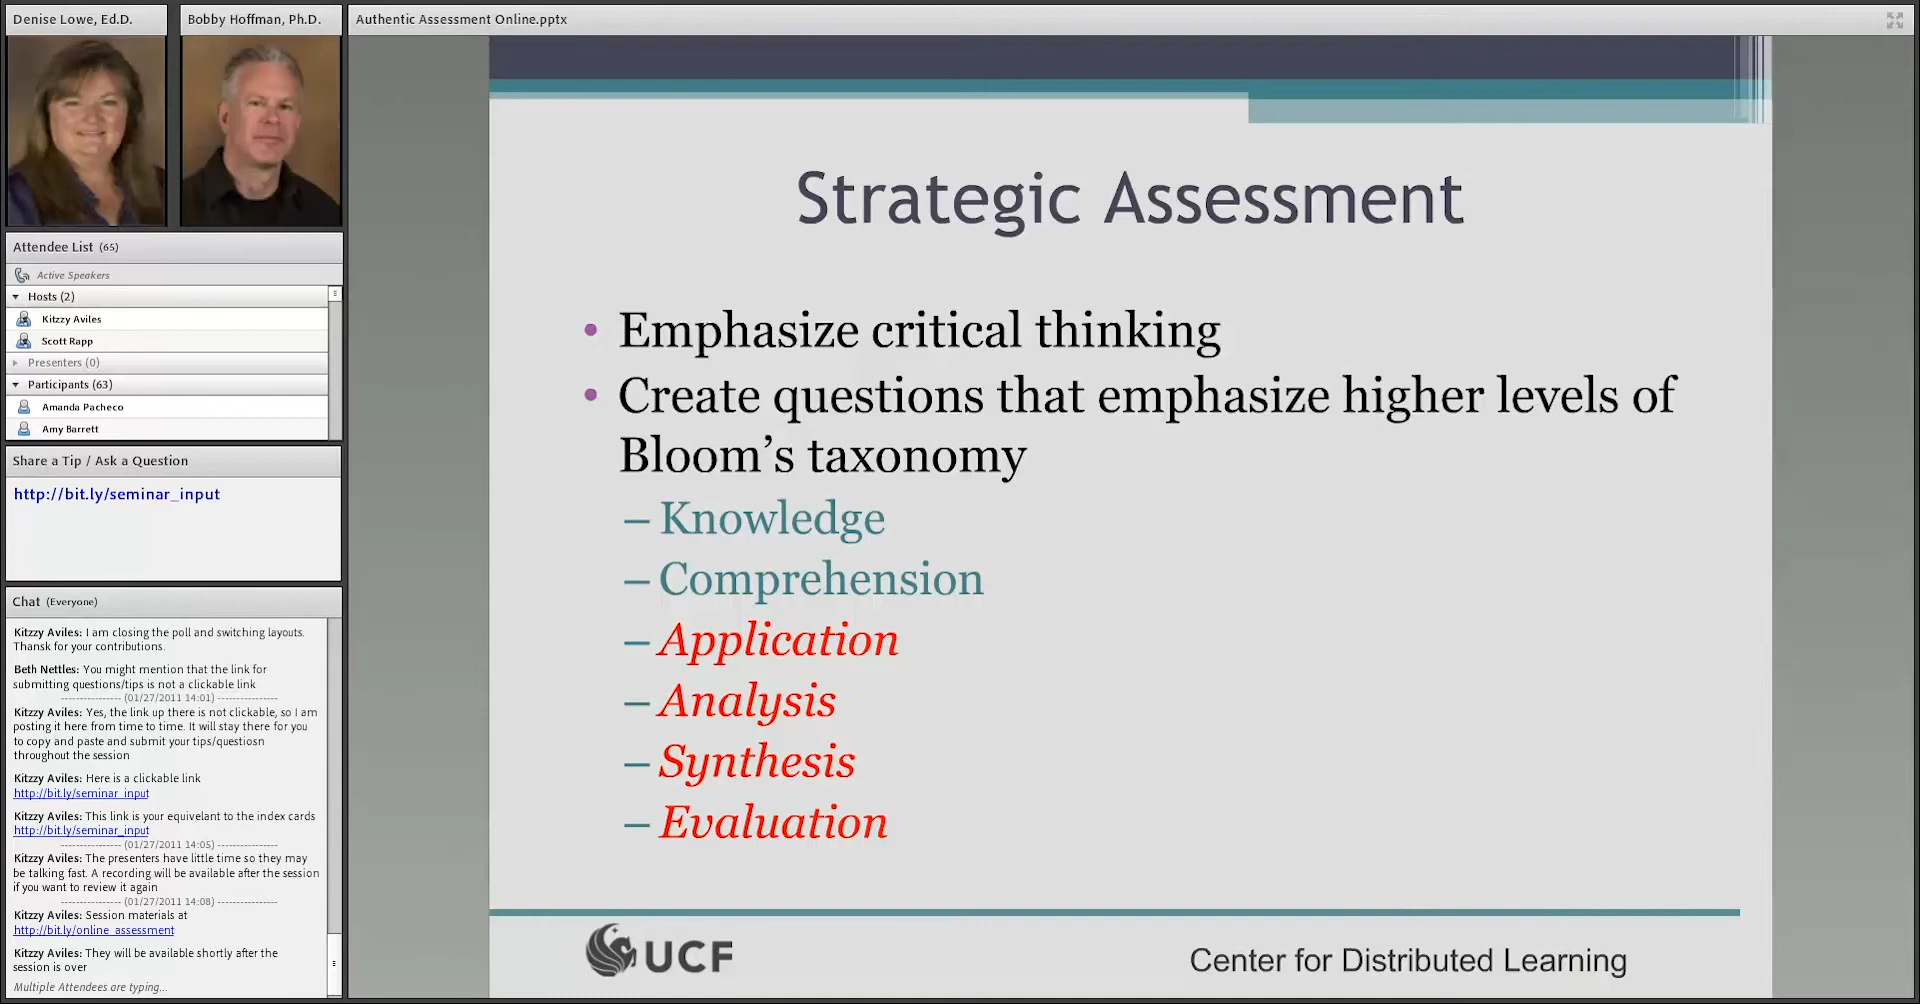 Denise Lowe, Ed.D.
Bobby Hoffman, Ph.D.
Authentic Assessment Online.pptx
Attendee List (65)
Active Speakers
Hosts (2)
Kitzzy Aviles
Scott Rapp
Presenters (0)
Participants (63)
Amanda Pacheco
Amy Barrett
Share a Tip / Ask a Question
http://bit.ly/seminar_input
Chat (Everyone)
Kitzzy Aviles: I am closing the poll and switching layouts.
Thansk for your contributions.
Beth Nettles: You might mention that the link for
submitting questions/tips is not a clickable link
---------------- (01/27/2011 14:01) ----------------
Kitzzy Aviles: Yes, the link up there is not clickable, so I am
posting it here from time to time. It will stay there for you
to copy and paste and submit your tips/questiosn
throughout the session
Kitzzy Aviles: Here is a clickable link
http://bit.ly/seminar_input
Kitzzy Aviles: This link is your equivelant to the index cards
http://bit.ly/seminar_input
---------------- (01/27/2011 14:05) ----------------
Kitzzy Aviles: The presenters have little time so they may
be talking fast. A recording will be available after the session
if you want to review it again
---------------- (01/27/2011 14:08) ----------------
Kitzzy Aviles: Session materials at
http://bit.ly/online_assessment
Kitzzy Aviles: They will be available shortly after the
session is over
Multiple Attendees are typing...
Strategic Assessment
• Emphasize critical thinking
• Create questions that emphasize higher levels of
Bloom’s taxonomy
– Knowledge
– Comprehension
– Application
– Analysis
– Synthesis
– Evaluation
UCF
Center for Distributed Learning